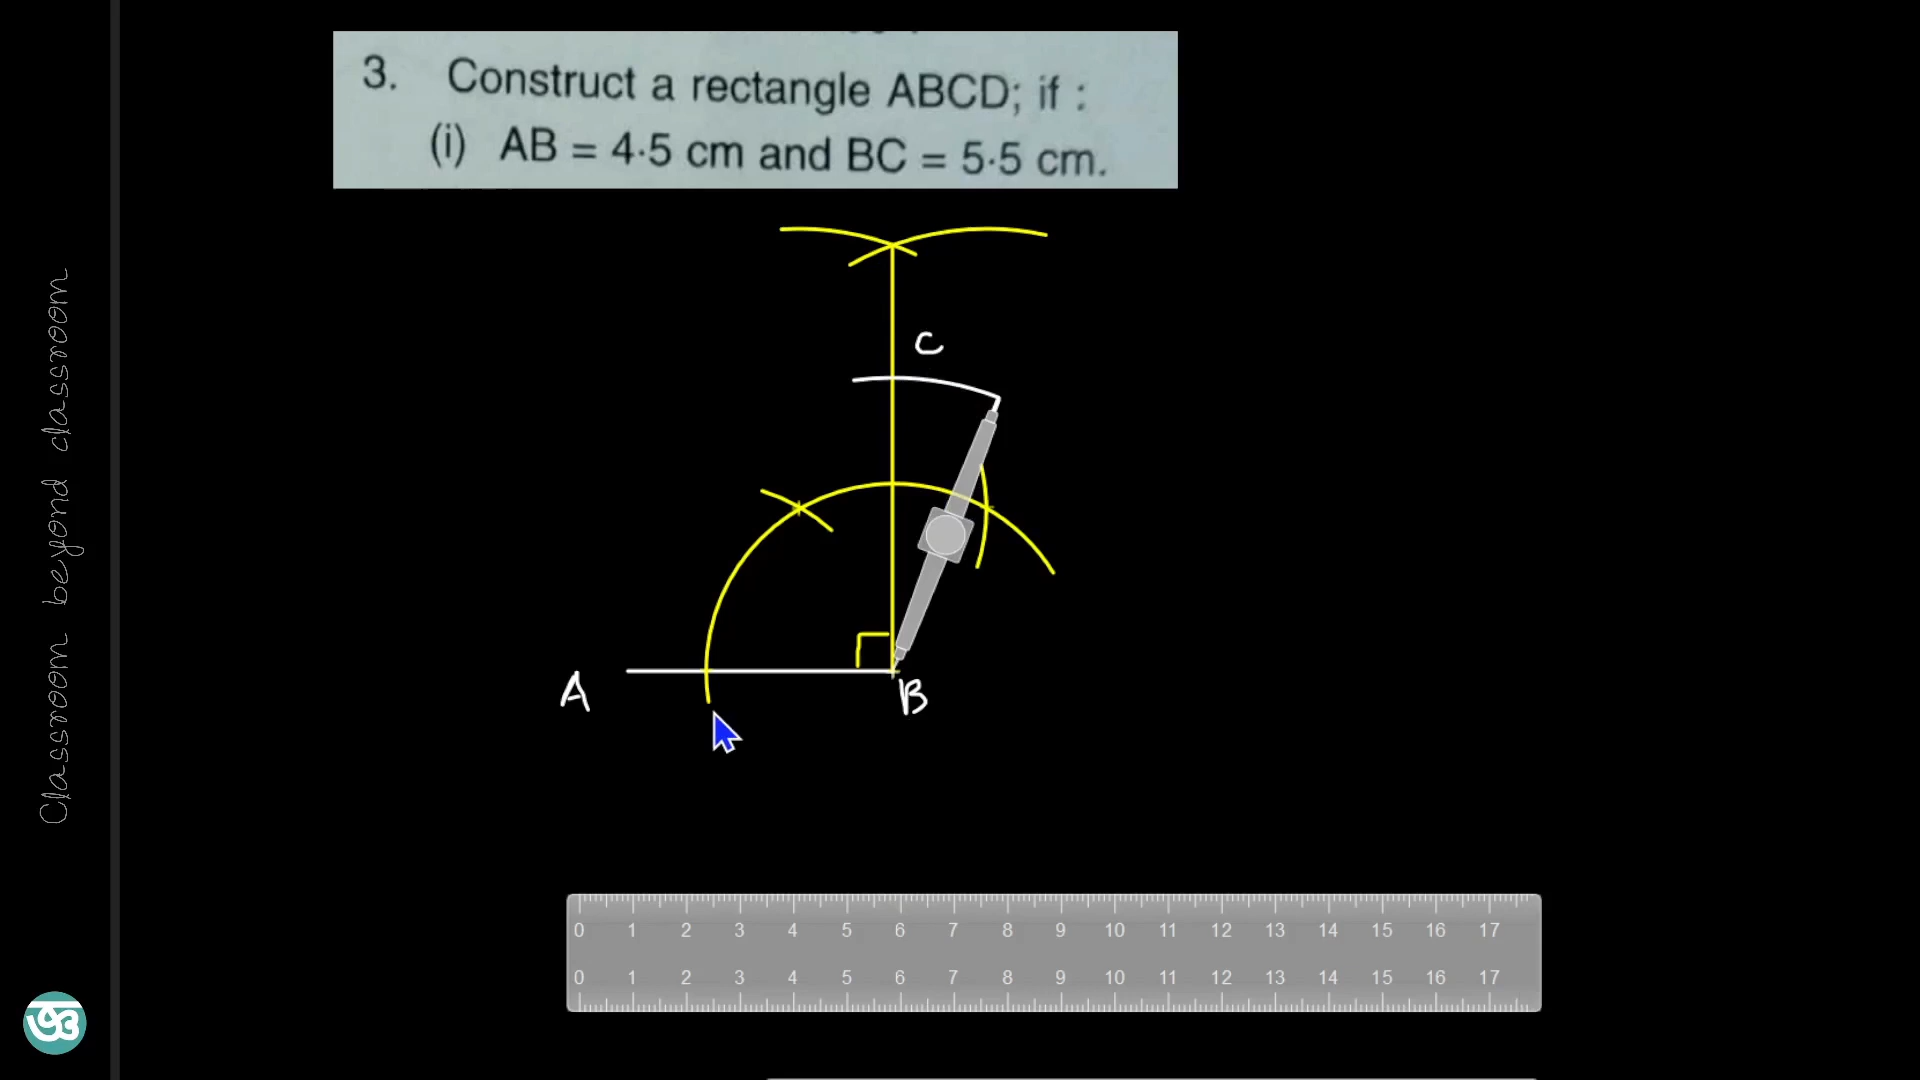 3. Construct a rectangle ABCD; if :
(i) AB = 4·5 cm and BC = 5·5 cm.
C
A
B
Classroom beyond classroom
0 1 2 3 4 5 6 7 8 9 10 11 12 13 14 15 16 17
0 1 2 3 4 5 6 7 8 9 10 11 12 13 14 15 16 17